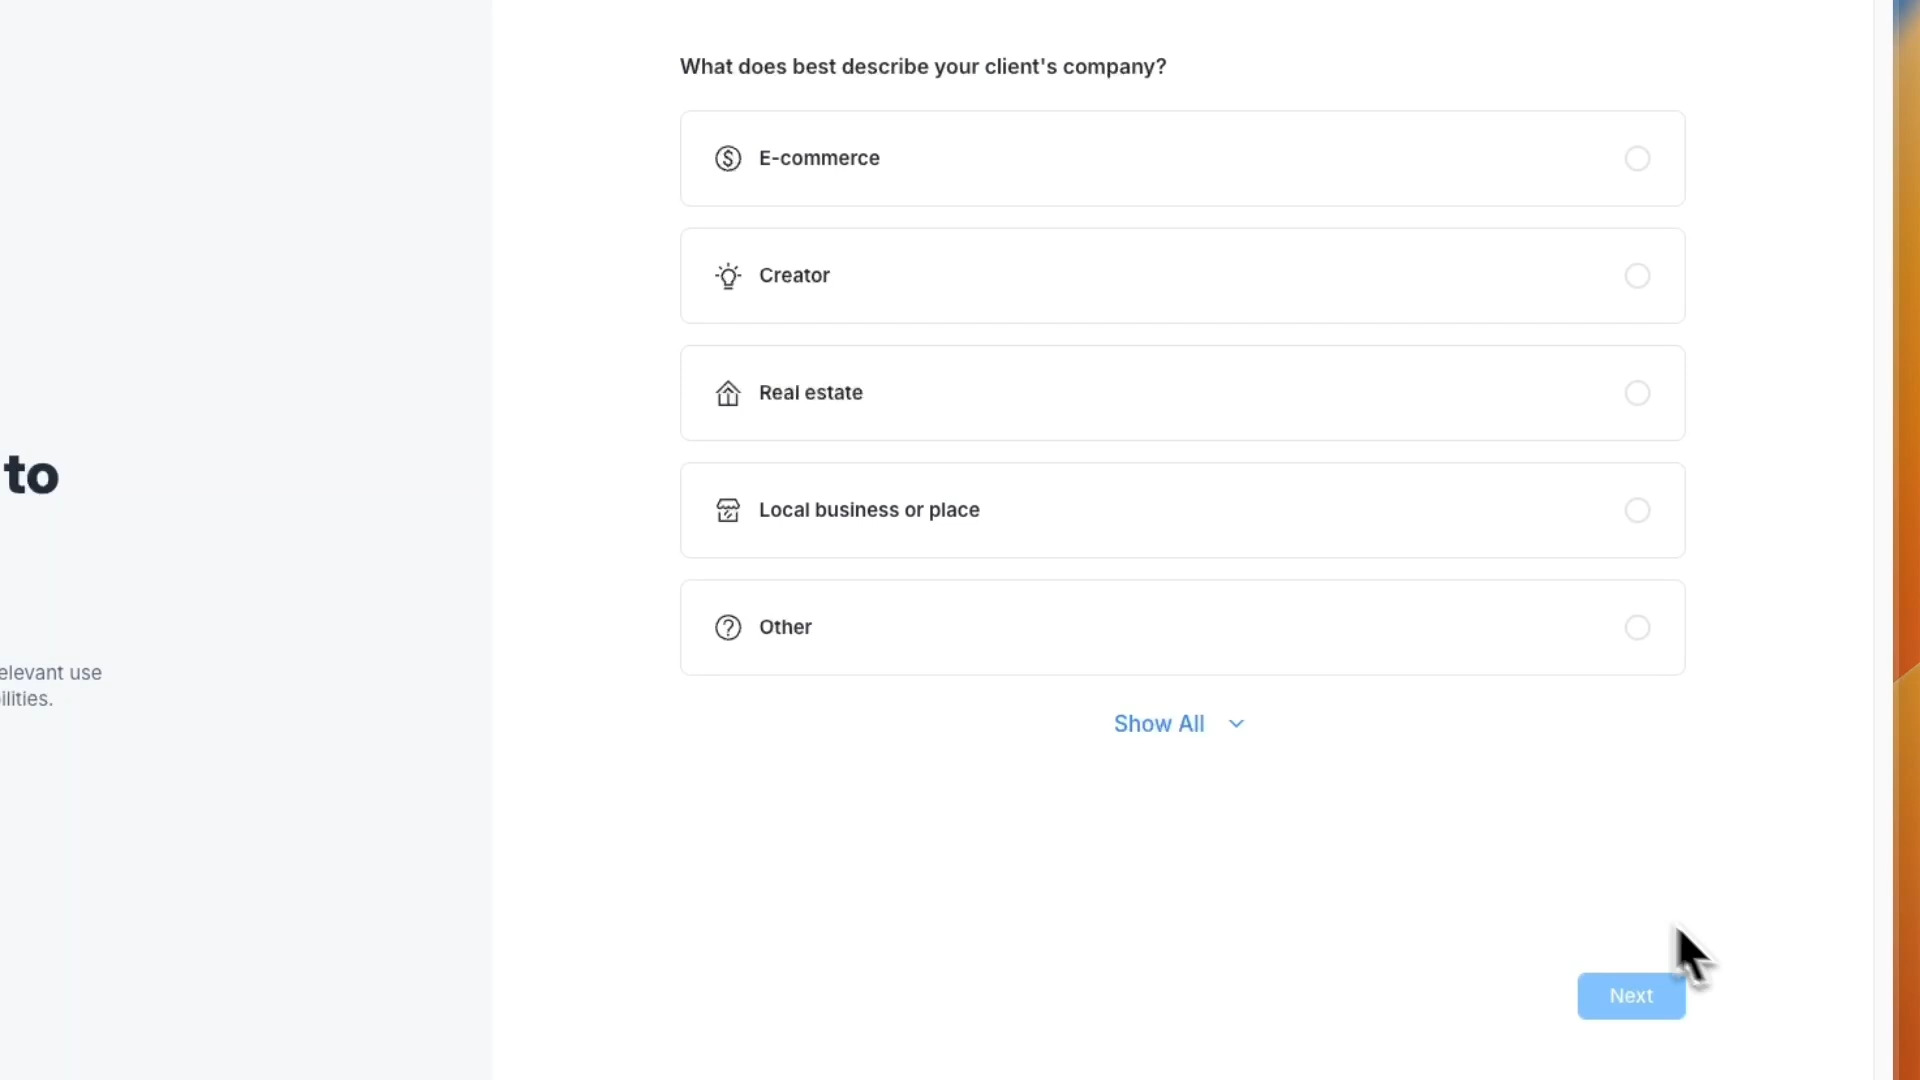 What does best describe your client's company?
E-commerce
Creator
Real estate
Local business or place
Other
Show All
Next
to
elevant use
ilities.